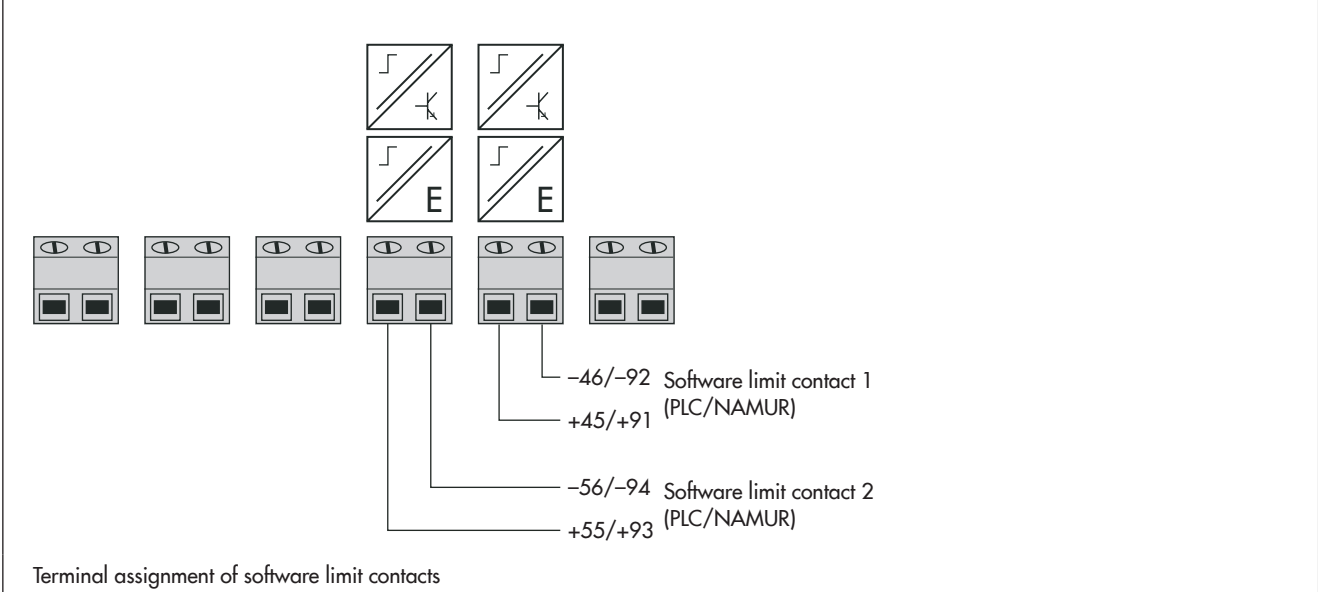 E E
–46/–92 Software limit contact 1
(PLC/NAMUR)
+45/+91
–56/–94 Software limit contact 2
(PLC/NAMUR)
+55/+93
Terminal assignment of software limit contacts